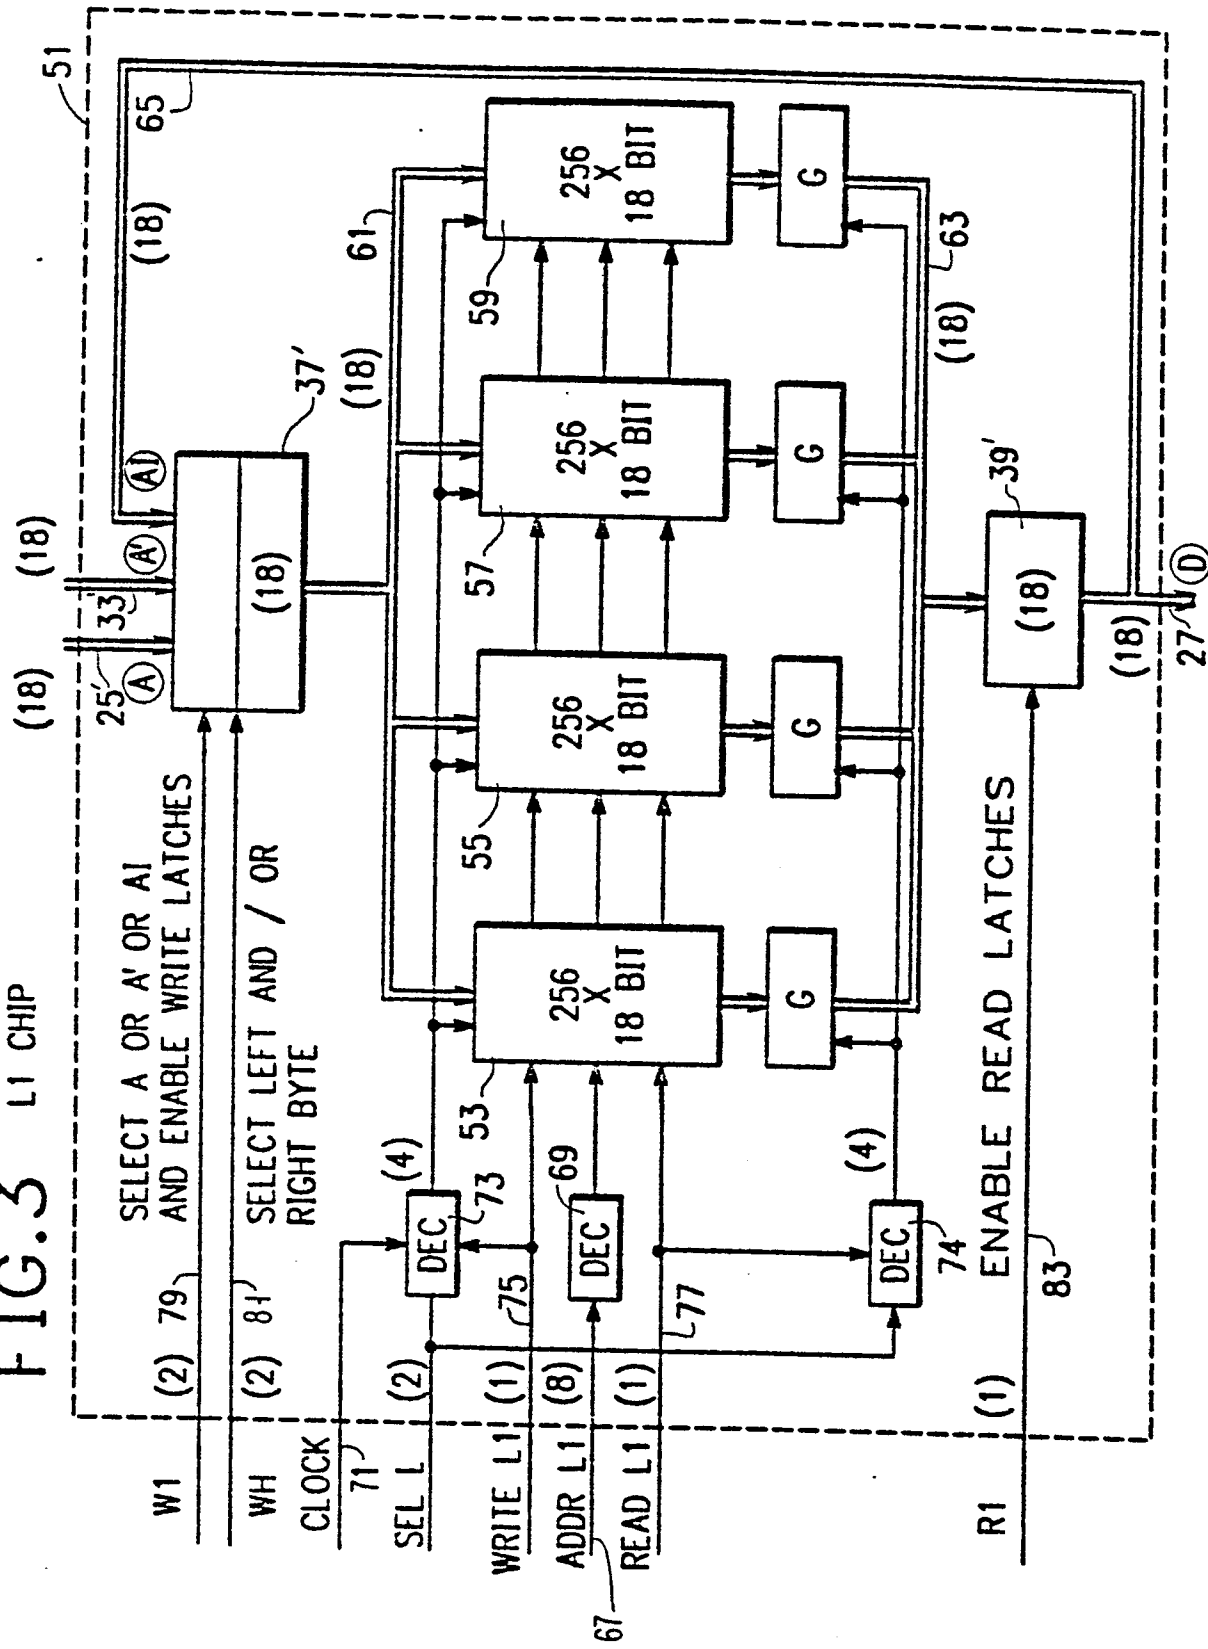 FIG.3 L1 CHIP
51
65
(18)
(18)
(18)
25'
33'
A
A'
AI
37'
(18)
W1 (2) 79
SELECT A OR A' OR AI
AND ENABLE WRITE LATCHES
WH (2) 81
SELECT LEFT AND / OR
RIGHT BYTE
61
(18)
CLOCK
71
SEL L (2)
DEC
73
(4)
WRITE L1 (1)
75
ADDR L1 (8)
67
DEC
69
READ L1 (1)
77
53
256
X
18 BIT
55
256
X
18 BIT
57
256
X
18 BIT
59
256
X
18 BIT
G
G
G
G
DEC
74
(4)
63
(18)
R1 (1)
83
ENABLE READ LATCHES
39'
(18)
(18)
27'
D